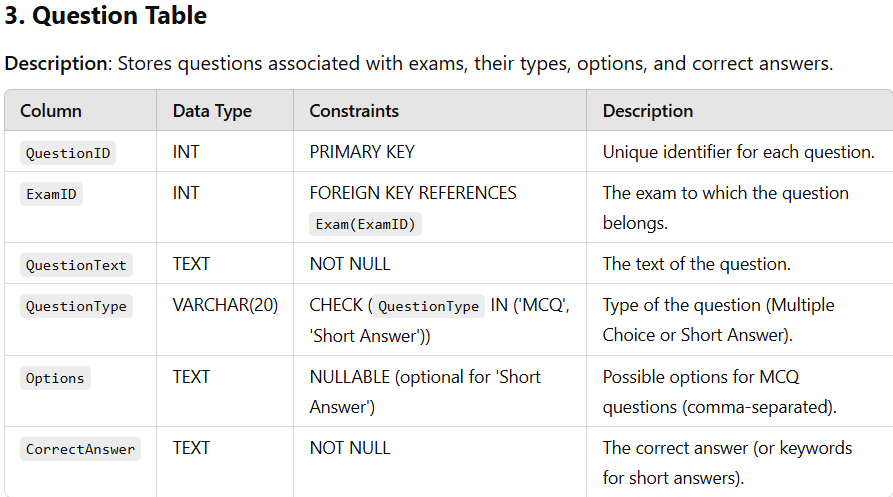 3. Question Table
Description: Stores questions associated with exams, their types, options, and correct answers.
Column Data Type Constraints Description
QuestionID INT PRIMARY KEY Unique identifier for each question.
ExamID INT FOREIGN KEY REFERENCES The exam to which the question
Exam(ExamID) belongs.
QuestionText TEXT NOT NULL The text of the question.
QuestionType VARCHAR(20) CHECK ( QuestionType IN ('MCQ', Type of the question (Multiple
'Short Answer')) Choice or Short Answer).
Options TEXT NULLABLE (optional for 'Short Possible options for MCQ
Answer') questions (comma-separated).
CorrectAnswer TEXT NOT NULL The correct answer (or keywords
for short answers).